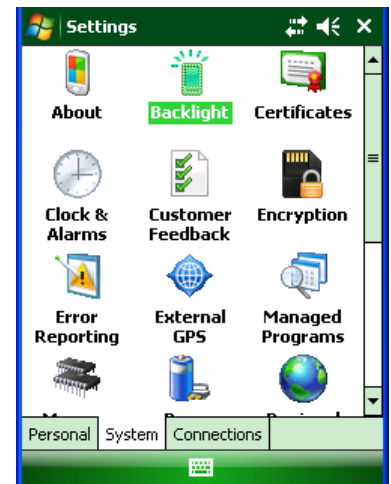 Settings
About
Backlight
Certificates
Clock &
Alarms
Customer
Feedback
Encryption
Error
Reporting
External
GPS
Managed
Programs
Personal
System
Connections